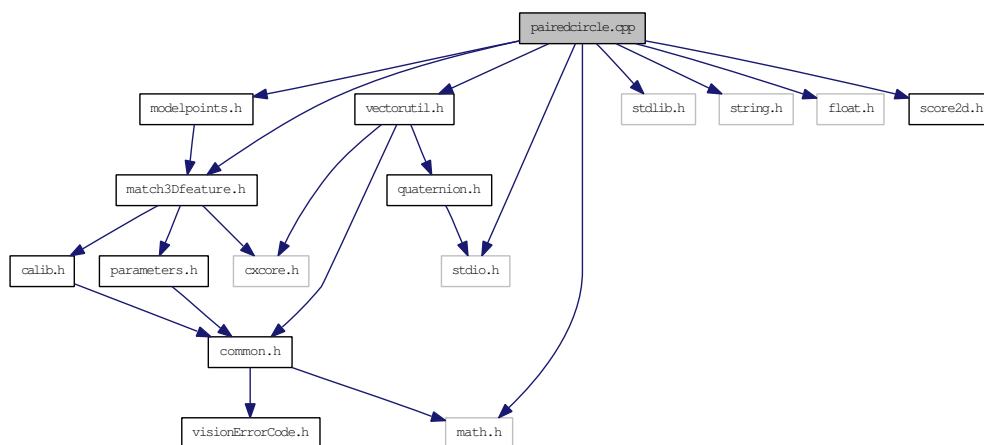 pairedcircle.cpp
modelpoints.h
vectorutil.h
stdlib.h
string.h
float.h
score2d.h
match3Dfeature.h
quaternion.h
calib.h
parameters.h
cxcore.h
stdio.h
common.h
visionErrorCode.h
math.h